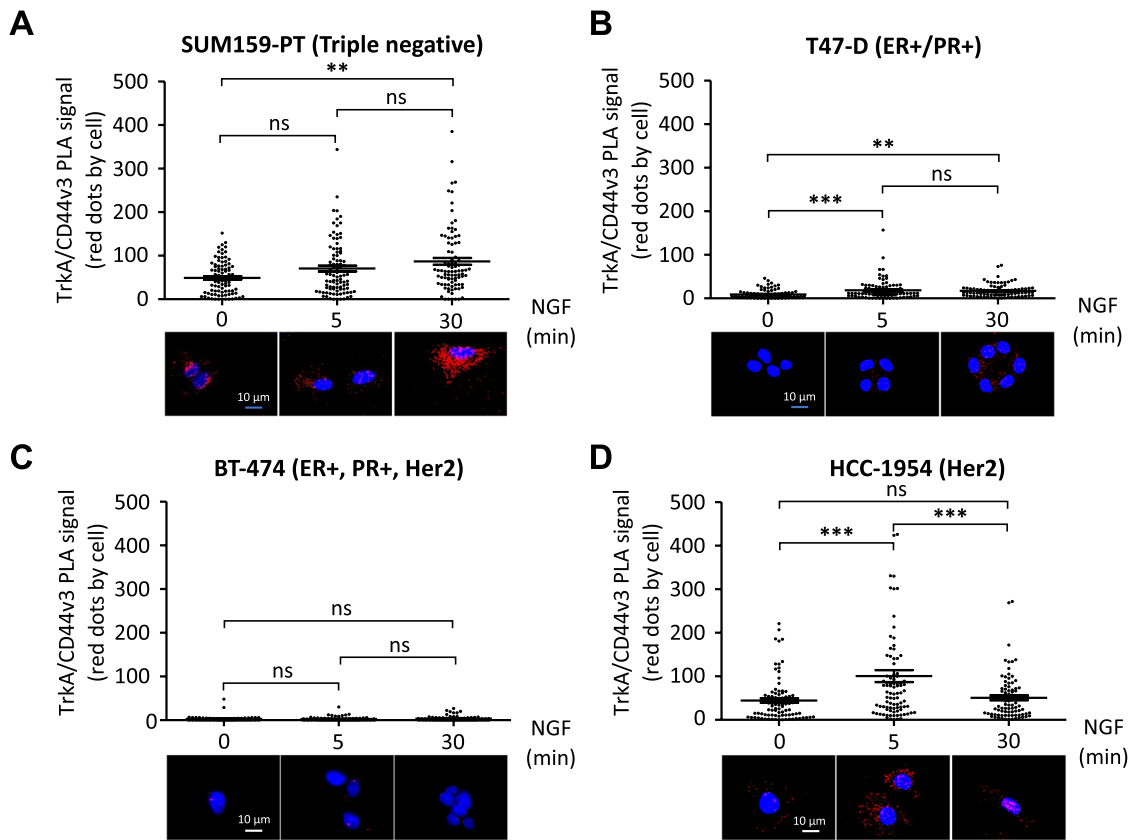 A
SUM159-PT (Triple negative)
TrkA/CD44v3 PLA signal
(red dots by cell)
500
400
300
200
100
0
**
ns
ns
0
5
30
NGF
(min)
10 µm
B
T47-D (ER+/PR+)
TrkA/CD44v3 PLA signal
(red dots by cell)
500
400
300
200
100
0
**
ns
***
0
5
30
NGF
(min)
10 µm
C
BT-474 (ER+, PR+, Her2)
TrkA/CD44v3 PLA signal
(red dots by cell)
500
400
300
200
100
0
ns
ns
ns
0
5
30
NGF
(min)
10 µm
D
HCC-1954 (Her2)
TrkA/CD44v3 PLA signal
(red dots by cell)
500
400
300
200
100
0
ns
***
***
0
5
30
NGF
(min)
10 µm